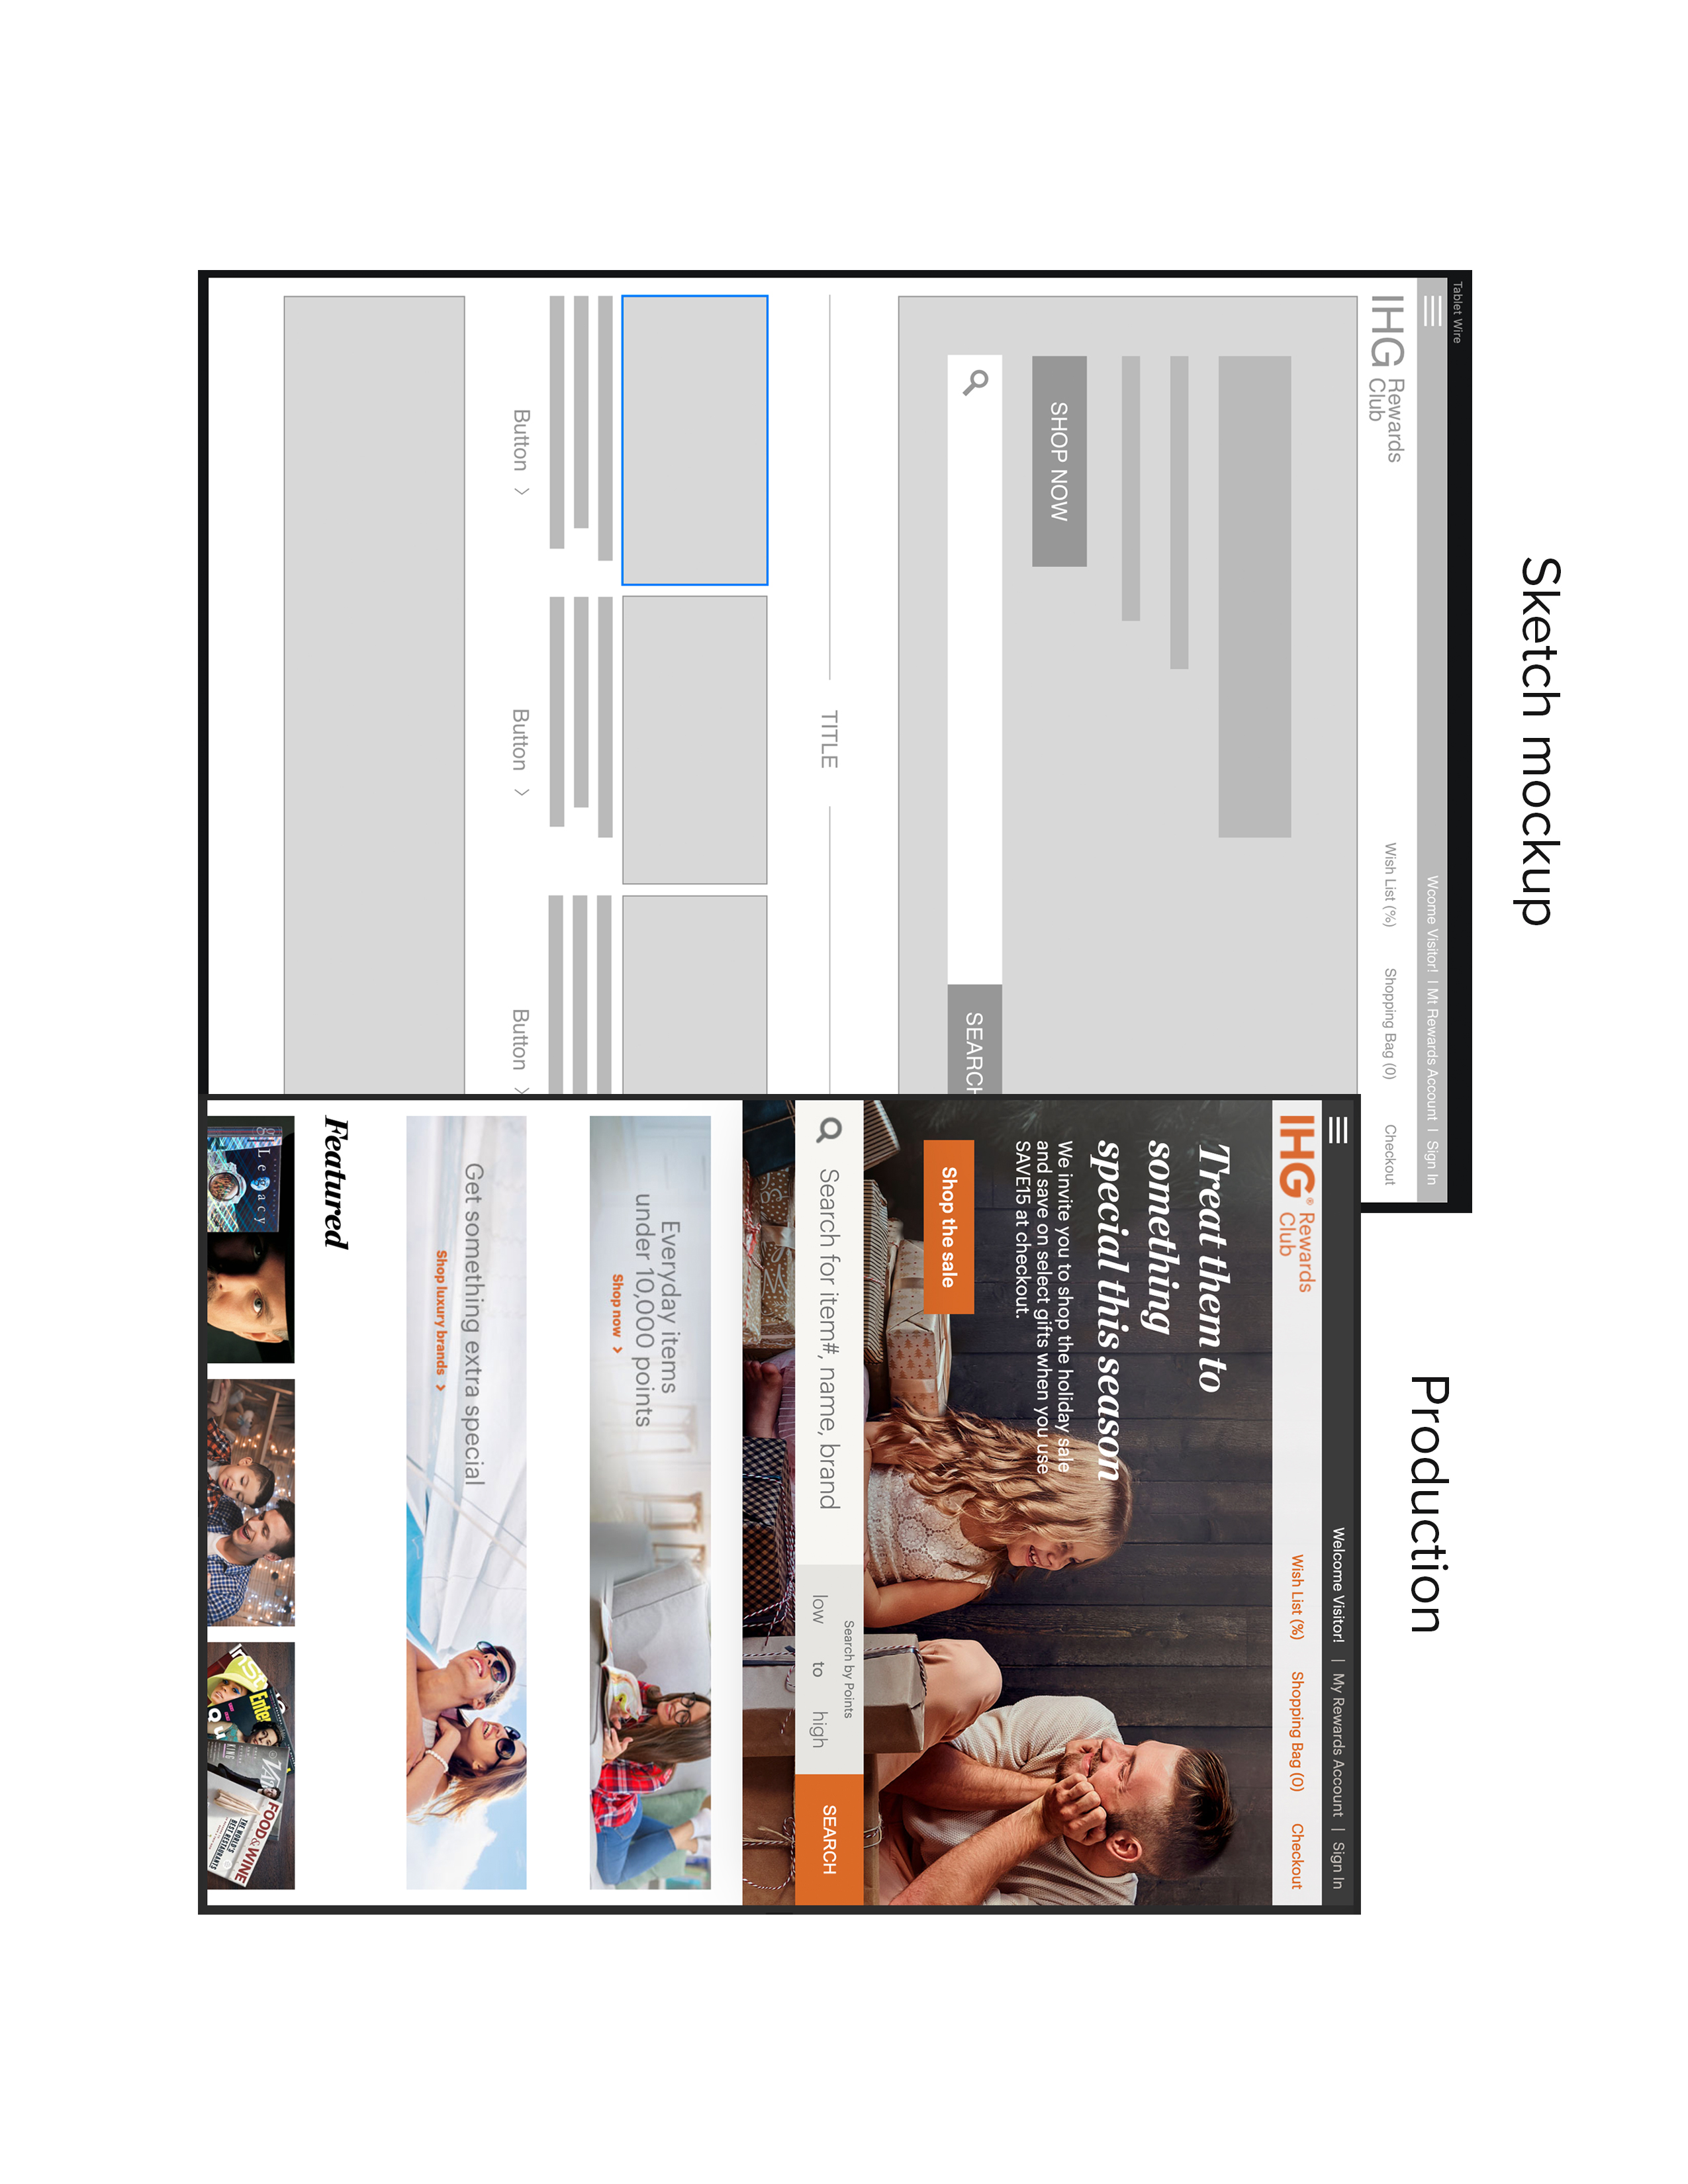 Sketch mockup
Tablet Wire
Wcome Visitor! | Mt Rewards Account | Sign In
IHG Rewards
Club
Wish List (%) Shopping Bag (0) Checkout
SHOP NOW
SEARCH
TITLE
Button > Button > Button >
Production
Welcome Visitor! | My Rewards Account | Sign In
IHG® Rewards
Club
Wish List (%) Shopping Bag (0) Checkout
Treat them to
something
special this season
We invite you to shop the holiday sale
and save on select gifts when you use
SAVE15 at checkout.
Shop the sale
Search for item#, name, brand
Search by Points
low to high
SEARCH
Everyday items
under 10,000 points
Shop now >
Get something extra special
Shop luxury brands >
Featured
Legacy
FOOD & WINE
THE WORLD'S
BEST RESTAURANTS